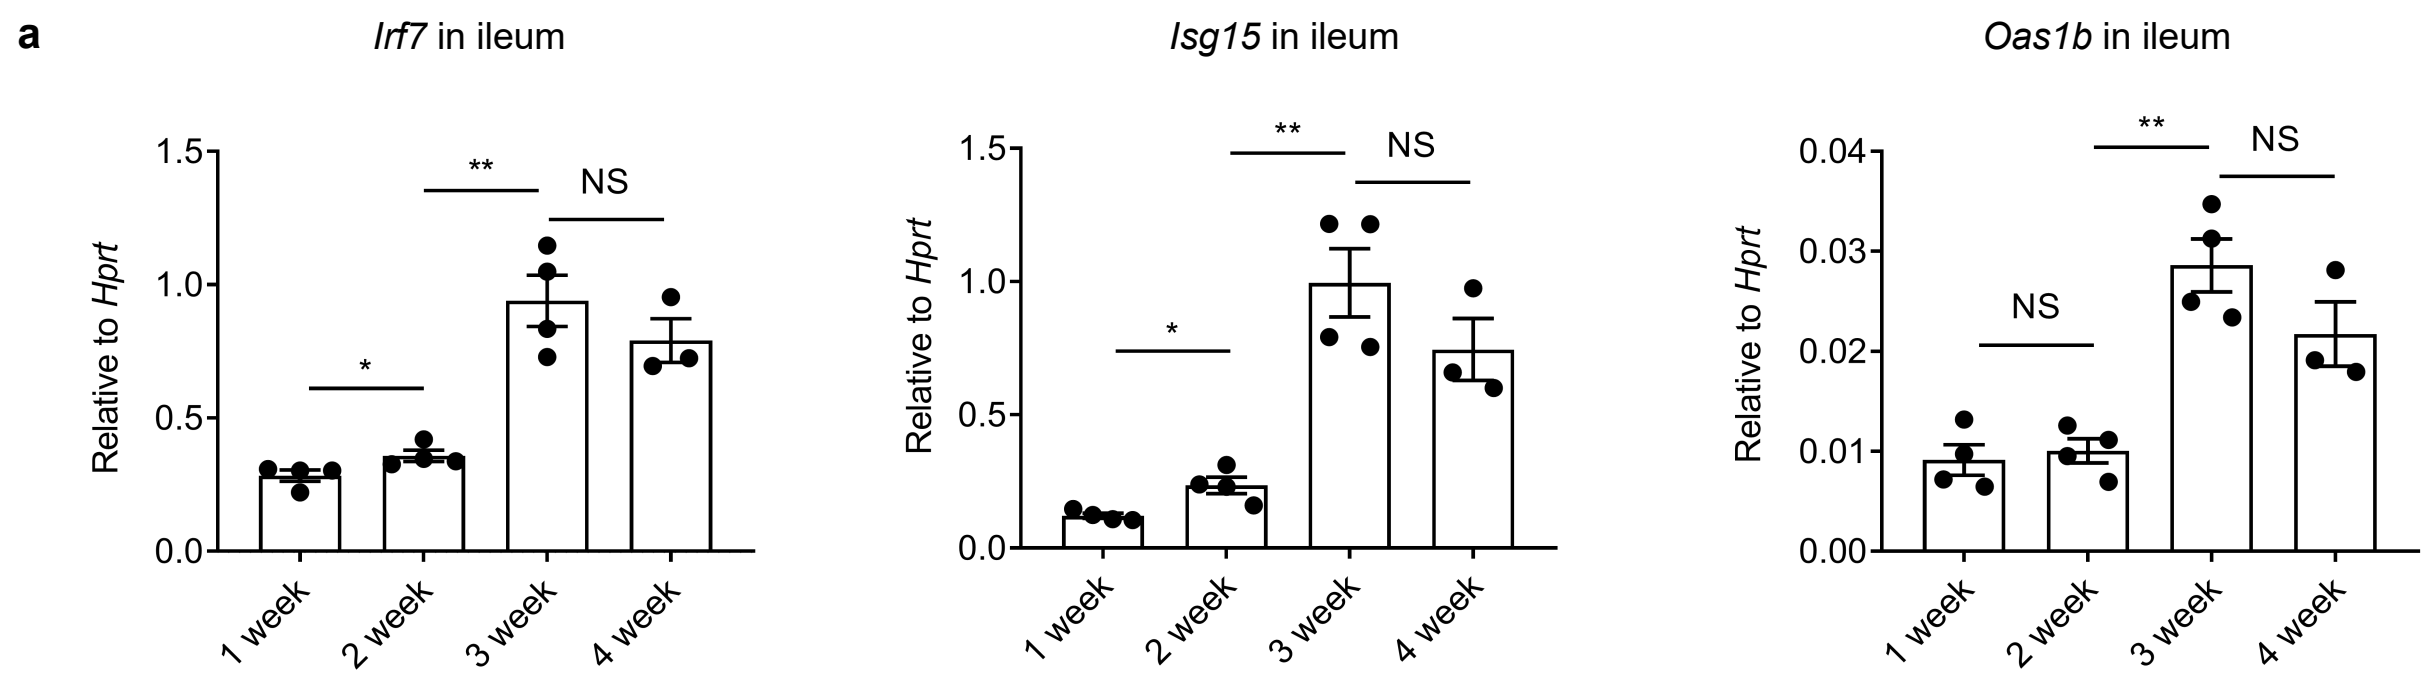 a
Irf7 in ileum
Relative to Hprt
1.5
1.0
0.5
0.0
*
**
NS
1 week
2 week
3 week
4 week
Isg15 in ileum
Relative to Hprt
1.5
1.0
0.5
0.0
*
**
NS
1 week
2 week
3 week
4 week
Oas1b in ileum
Relative to Hprt
0.04
0.03
0.02
0.01
0.00
NS
**
NS
1 week
2 week
3 week
4 week